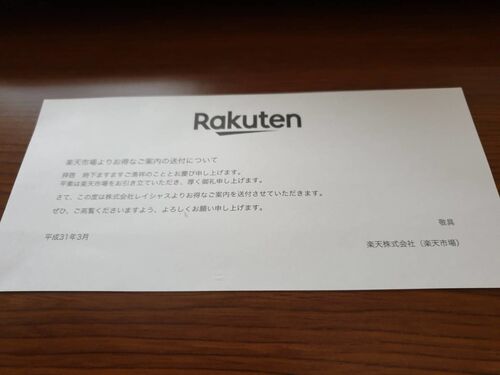 Rakuten
楽天市場よりお得なご案内の送付について
拝啓 時下ますますご清祥のこととお慶び申し上げます。
平素は楽天市場をお引き立ていただき、厚く御礼申し上げます。
さて、この度は株式会社レイシャスよりお得なご案内を送付させていただきます。
ぜひ、ご高覧くださいますよう、よろしくお願い申し上げます。
敬具
平成31年3月
楽天株式会社（楽天市場）